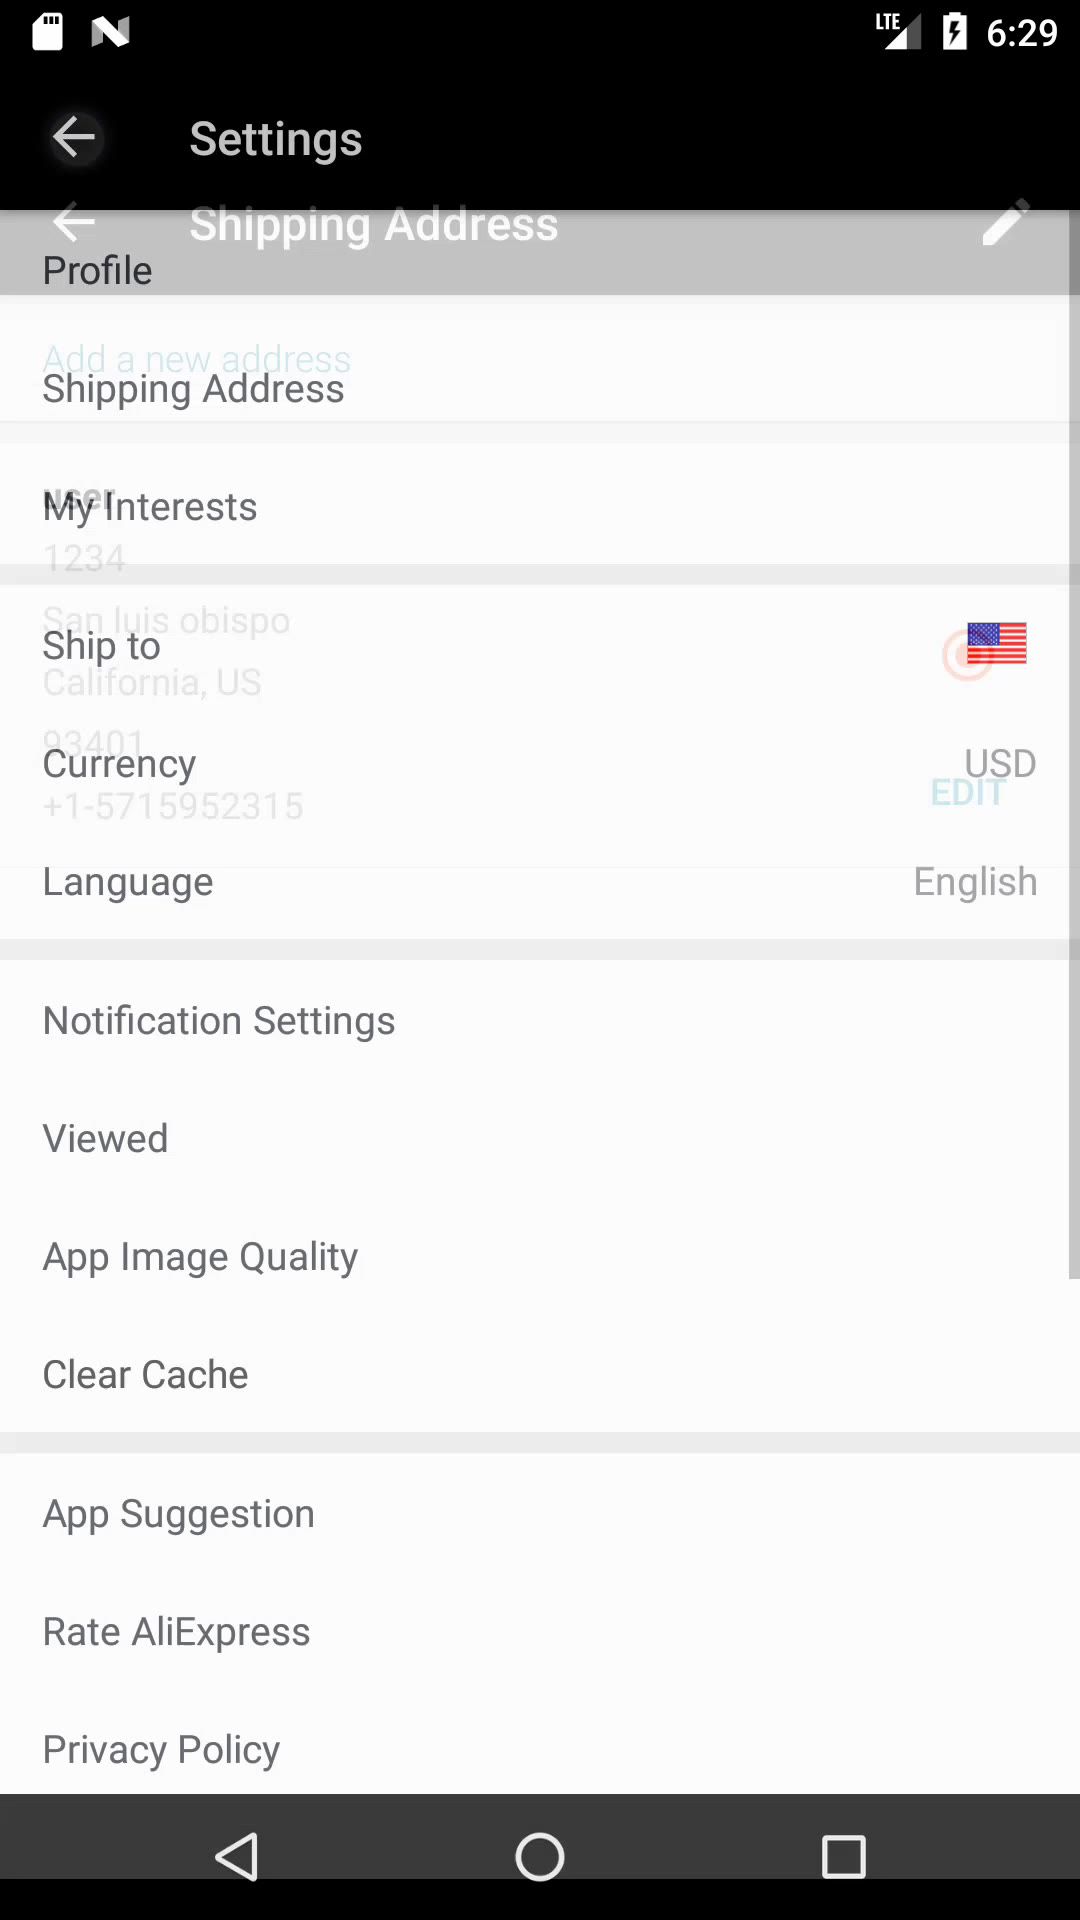 LTE 6:29
Settings
Shipping Address
Profile
Add a new address
Shipping Address
user
My Interests
1234
San luis obispo
Ship to
California, US
93401
Currency USD
EDIT
+1-5715952315
Language English
Notification Settings
Viewed
App Image Quality
Clear Cache
App Suggestion
Rate AliExpress
Privacy Policy